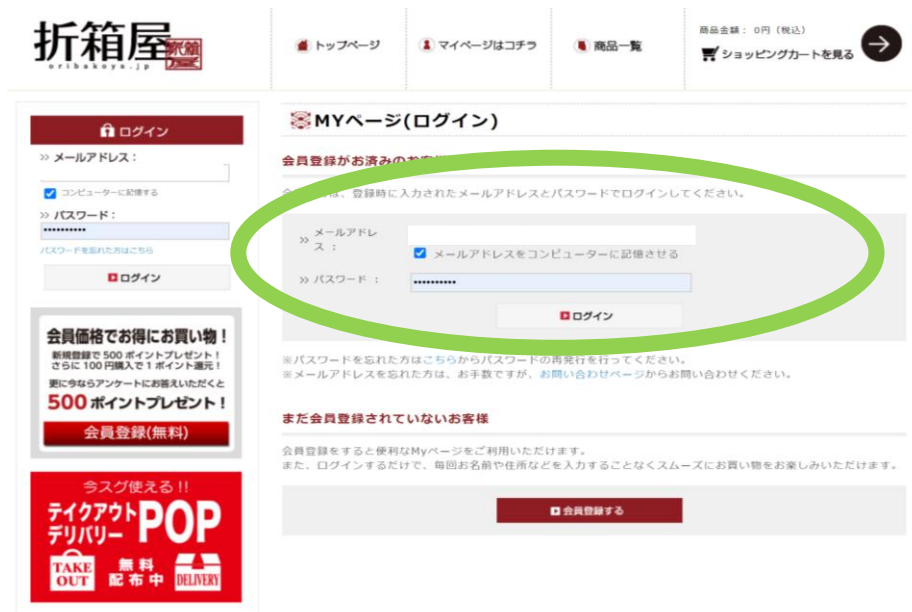 折箱屋
折箱屋
oribakoya.jp
トップページ
マイページはコチラ
商品一覧
商品金額： 0円（税込）
ショッピングカートを見る
ログイン
メールアドレス：
コンピューターに記憶する
パスワード：
••••••••••
パスワードを忘れた方はこちら
ログイン
会員価格でお得にお買い物！
新規登録で500ポイントプレゼント！
さらに100円購入で1ポイント還元！
更に今ならアンケートにお答えいただくと
500ポイントプレゼント！
会員登録(無料)
今スグ使える!!
テイクアウト
デリバリー
POP
TAKE OUT
無料
配布中
DELIVERY
MYページ(ログイン)
会員登録がお済みの
は、登録時に入力されたメールアドレスとパスワードでログインしてください。
メールアドレ
ス：
メールアドレスをコンピューターに記憶させる
パスワード：
••••••••••
ログイン
※パスワードを忘れた方はこちらからパスワードの再発行を行ってください。
※メールアドレスを忘れた方は、お手数ですが、お問い合わせページからお問い合わせください。
まだ会員登録されていないお客様
会員登録をすると便利なMyページをご利用いただけます。
また、ログインするだけで、毎回お名前や住所などを入力することなくスムーズにお買い物をお楽しみいただけます。
会員登録する